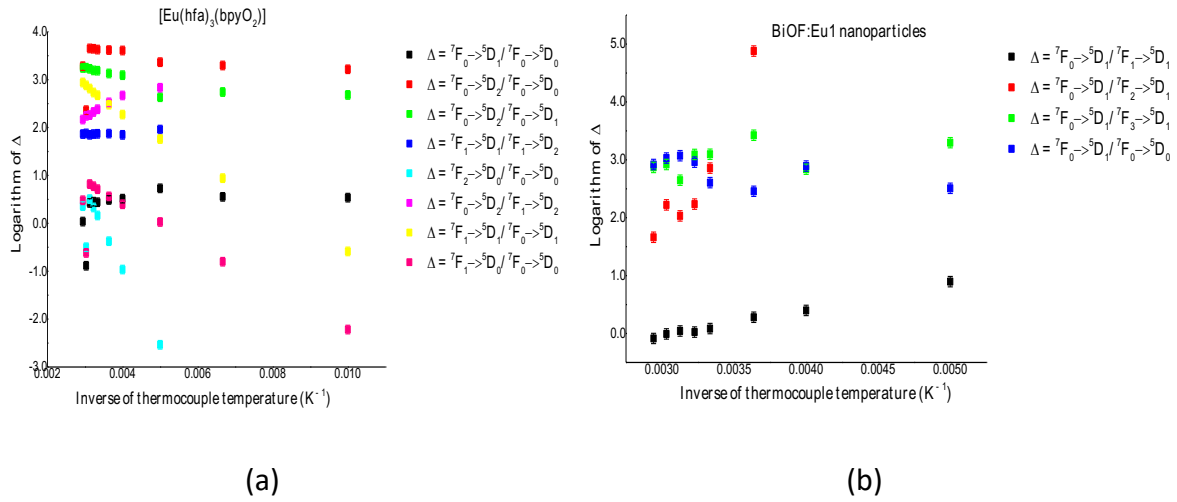 [Eu(hfa)₃(bpyO₂)]
4.0
3.0
2.0
1.0
0.0
-1.0
-2.0
-3.0
Logarithm of Δ
0.002
0.004
0.006
0.008
0.010
Inverse of thermocouple temperature (K⁻¹)
Δ = ⁷F₀->⁵D₁/ ⁷F₀->⁵D₀
Δ = ⁷F₀->⁵D₂/ ⁷F₀->⁵D₀
Δ = ⁷F₀->⁵D₂/ ⁷F₀->⁵D₁
Δ = ⁷F₁->⁵D₁/ ⁷F₁->⁵D₂
Δ = ⁷F₂->⁵D₀/ ⁷F₀->⁵D₀
Δ = ⁷F₀->⁵D₂/ ⁷F₁->⁵D₂
Δ = ⁷F₁->⁵D₁/ ⁷F₀->⁵D₁
Δ = ⁷F₁->⁵D₀/ ⁷F₀->⁵D₀
(a)
BiOF:Eu1 nanoparticles
5.0
4.0
3.0
2.0
1.0
0.0
Logarithm of Δ
0.0030
0.0035
0.0040
0.0045
0.0050
Inverse of thermocouple temperature (K⁻¹)
Δ = ⁷F₀->⁵D₁/ ⁷F₁->⁵D₁
Δ = ⁷F₀->⁵D₁/ ⁷F₂->⁵D₁
Δ = ⁷F₀->⁵D₁/ ⁷F₃->⁵D₁
Δ = ⁷F₀->⁵D₁/ ⁷F₀->⁵D₀
(b)